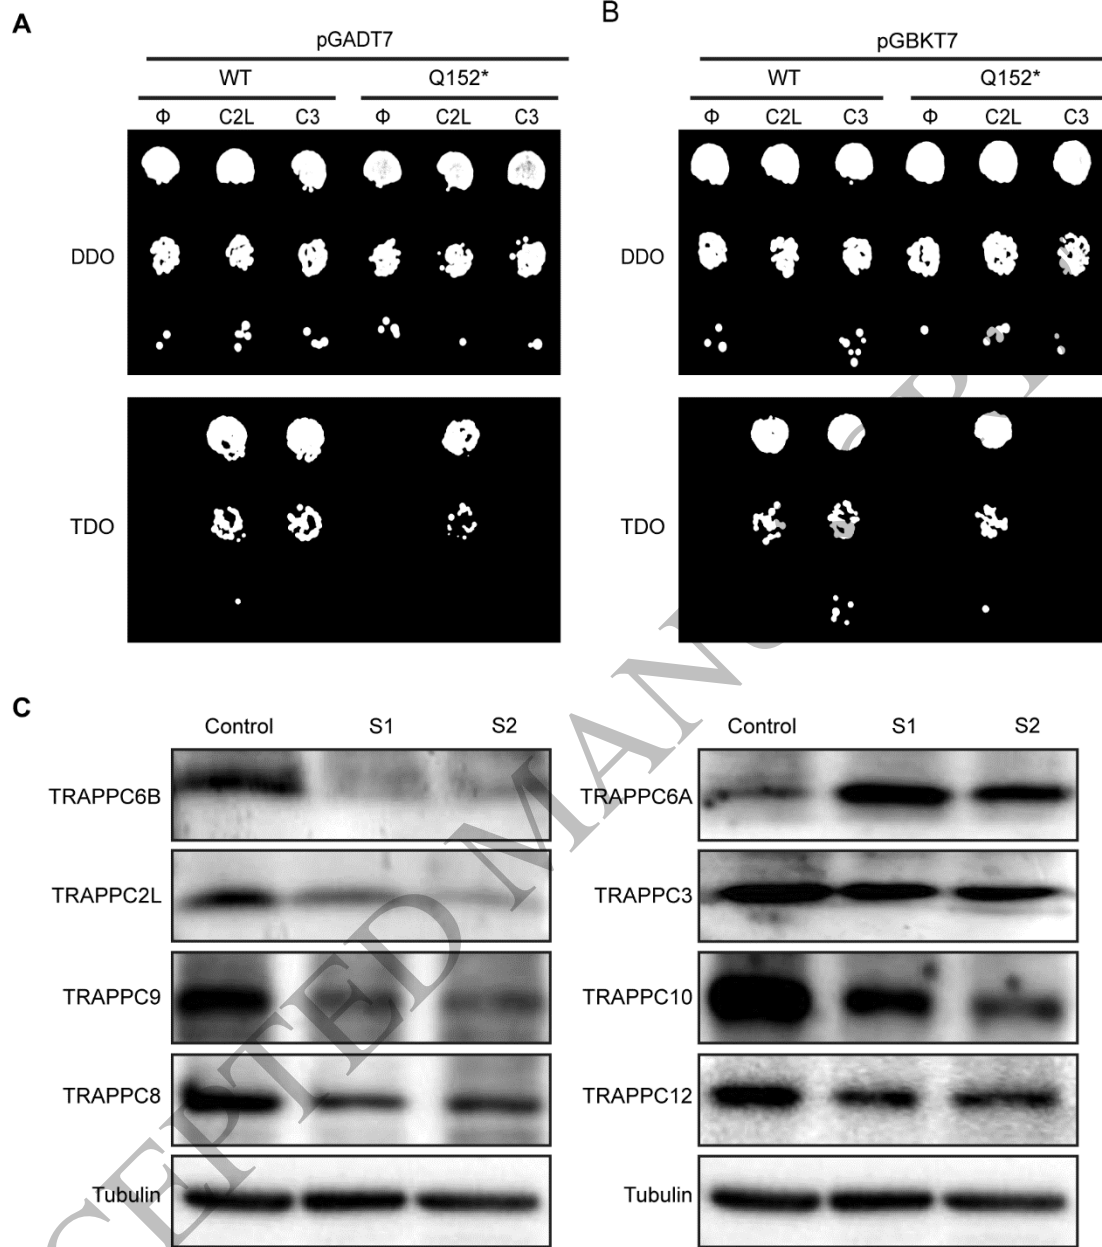 A
pGADT7
WT Q152*
Φ C2L C3 Φ C2L C3
DDO
TDO
B
pGBKT7
WT Q152*
Φ C2L C3 Φ C2L C3
DDO
TDO
C
Control S1 S2
TRAPPC6B
TRAPPC2L
TRAPPC9
TRAPPC8
Tubulin
Control S1 S2
TRAPPC6A
TRAPPC3
TRAPPC10
TRAPPC12
Tubulin
CEPTED MANUSCRIPT